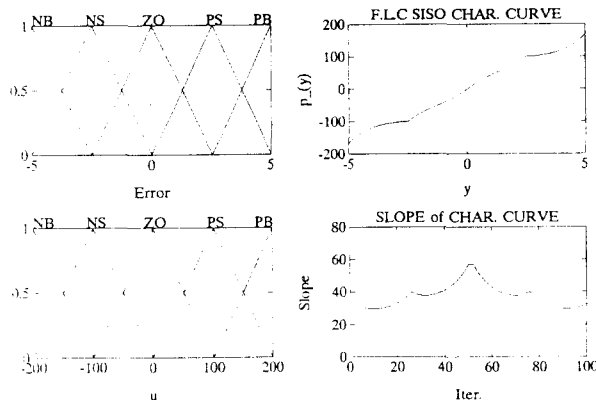 NB NS ZO PS PB
1
0.5
0
-5 0 5
Error
F.L.C SISO CHAR. CURVE
200
100
0
-100
-200
-5 0 5
p_(y)
y
NB NS ZO PS PB
1
0.5
0
-200 -100 0 100 200
u
SLOPE of CHAR. CURVE
80
60
40
20
0
0 20 40 60 80 100
Slope
Iter.